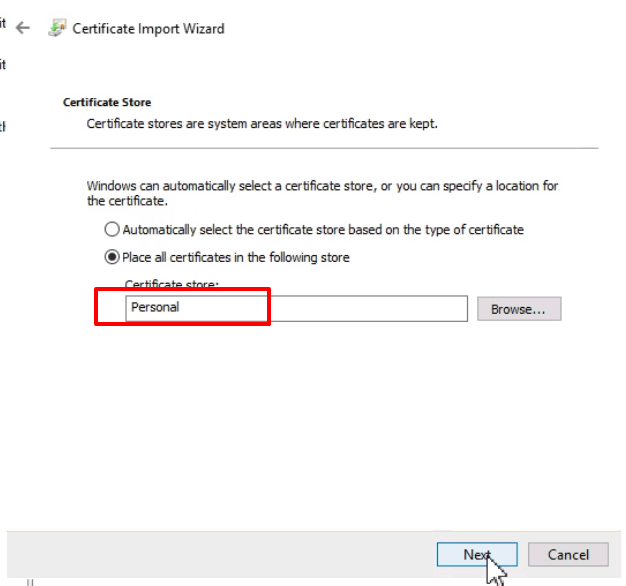 it
Certificate Import Wizard
it
Certificate Store
Certificate stores are system areas where certificates are kept.
Windows can automatically select a certificate store, or you can specify a location for
the certificate.
Automatically select the certificate store based on the type of certificate
Place all certificates in the following store
Certificate store:
Personal
Browse...
Next
Cancel